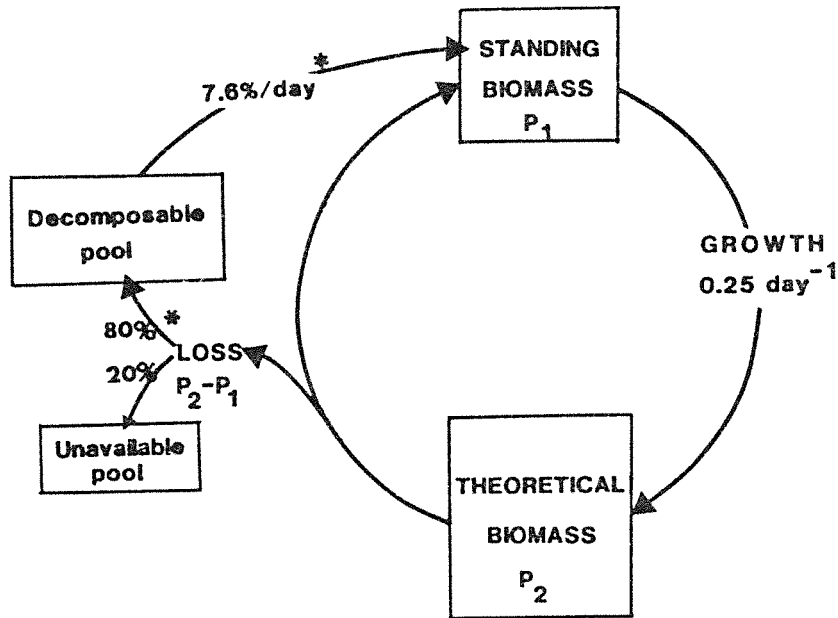 STANDING
BIOMASS
P1
7.6%/day*
Decomposable
pool
GROWTH
0.25 day-1
80% *
20%
LOSS
P2-P1
Unavailable
pool
THEORETICAL
BIOMASS
P2